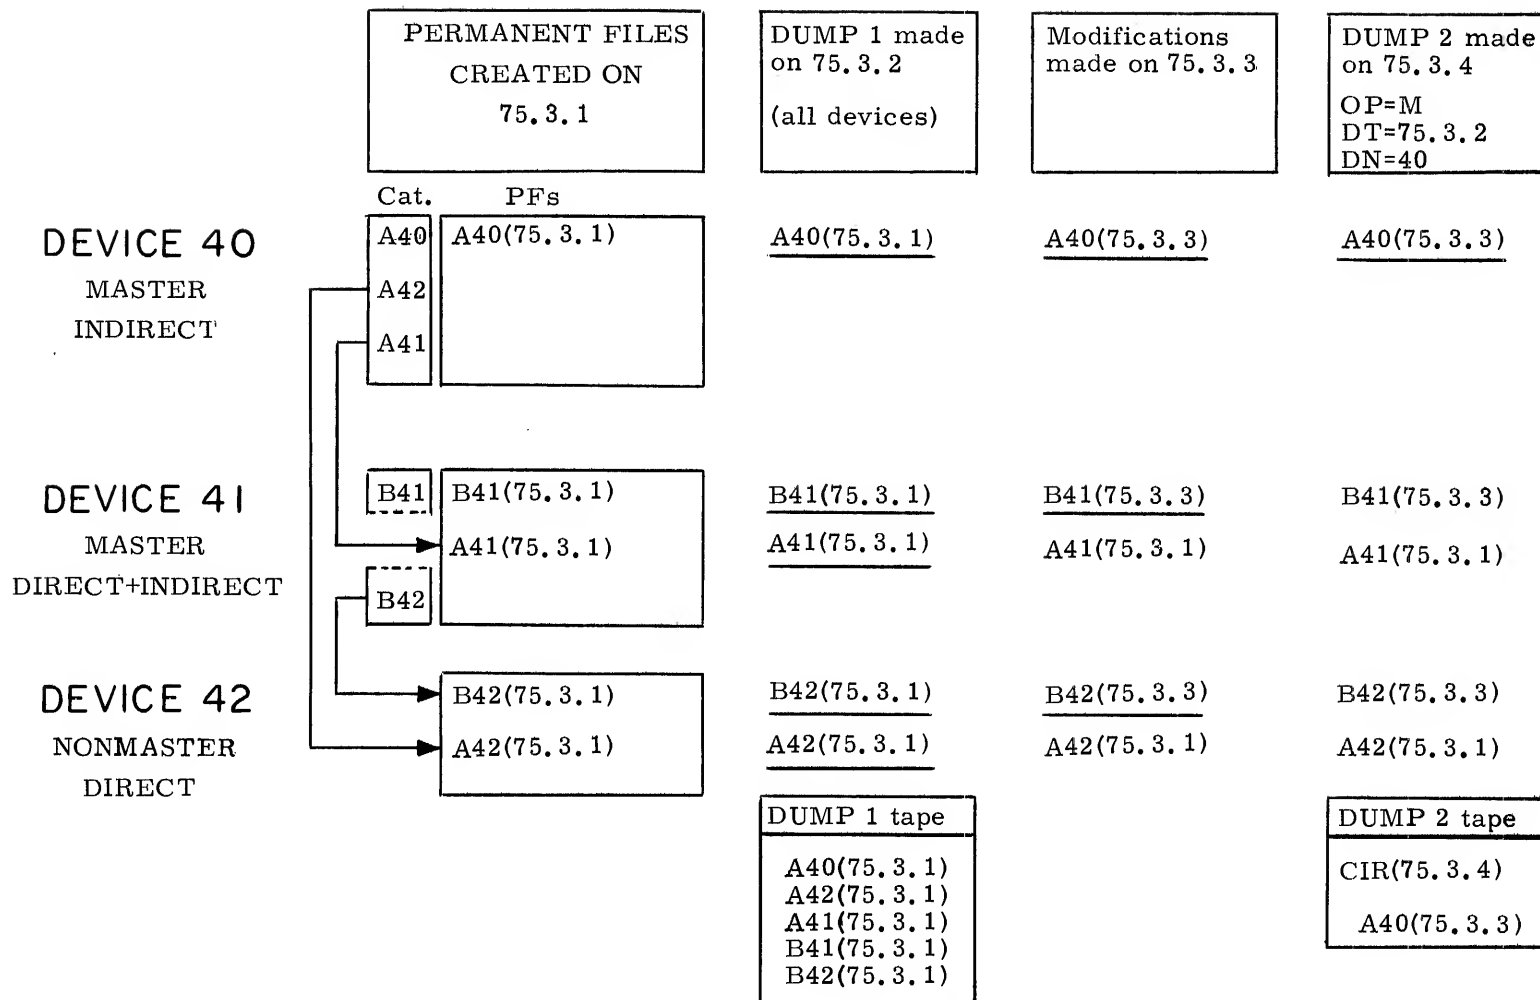 PERMANENT FILES
CREATED ON
75.3.1
DUMP 1 made
on 75.3.2
(all devices)
Modifications
made on 75.3.3
DUMP 2 made
on 75.3.4
OP=M
DT=75.3.2
DN=40
Cat. PFs
DEVICE 40
MASTER
INDIRECT
A40 A40(75.3.1) A40(75.3.1) A40(75.3.3) A40(75.3.3)
A42
A41
DEVICE 41
MASTER
DIRECT+INDIRECT
B41 B41(75.3.1) B41(75.3.1) B41(75.3.3) B41(75.3.3)
A41(75.3.1) A41(75.3.1) A41(75.3.1) A41(75.3.1)
B42
DEVICE 42
NONMASTER
DIRECT
B42(75.3.1) B42(75.3.1) B42(75.3.3) B42(75.3.3)
A42(75.3.1) A42(75.3.1) A42(75.3.1) A42(75.3.1)
DUMP 1 tape
A40(75.3.1)
A42(75.3.1)
A41(75.3.1)
B41(75.3.1)
B42(75.3.1)
DUMP 2 tape
CIR(75.3.4)
A40(75.3.3)